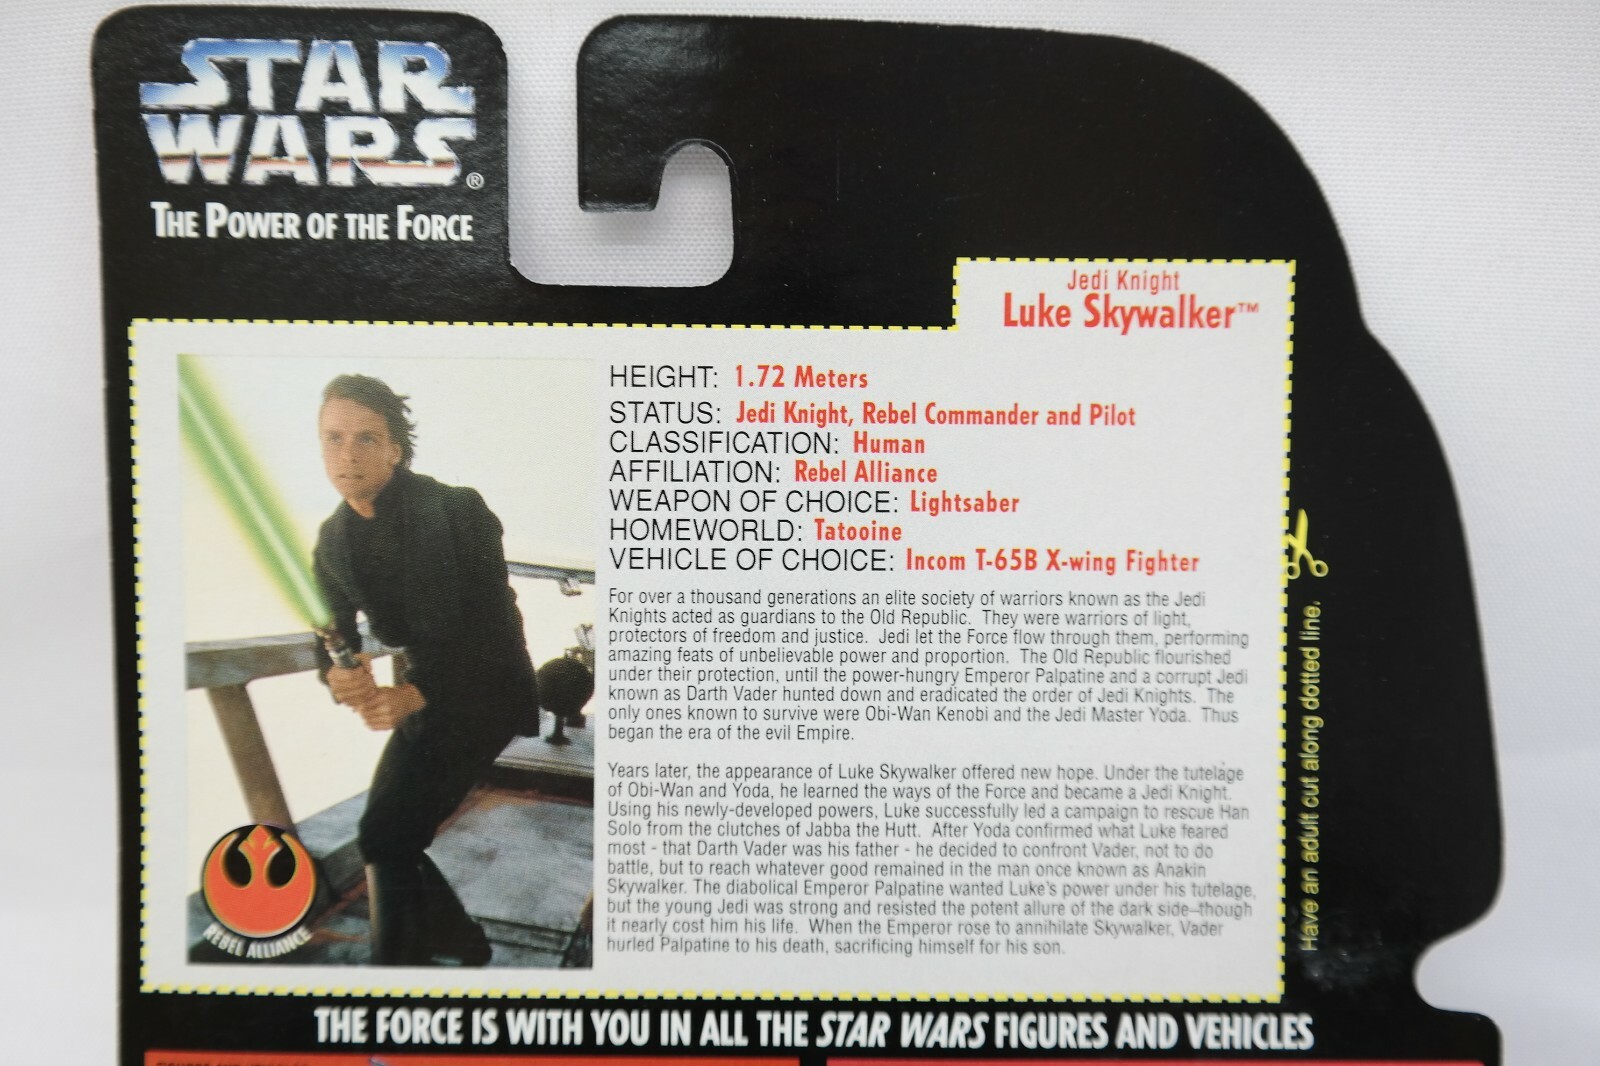 STAR
WARS®
THE POWER OF THE FORCE
Jedi Knight
Luke Skywalker™
HEIGHT: 1.72 Meters
STATUS: Jedi Knight, Rebel Commander and Pilot
CLASSIFICATION: Human
AFFILIATION: Rebel Alliance
WEAPON OF CHOICE: Lightsaber
HOMEWORLD: Tatooine
VEHICLE OF CHOICE: Incom T-65B X-wing Fighter
For over a thousand generations an elite society of warriors known as the Jedi
Knights acted as guardians to the Old Republic. They were warriors of light,
protectors of freedom and justice. Jedi let the Force flow through them, performing
amazing feats of unbelievable power and proportion. The Old Republic flourished
under their protection, until the power-hungry Emperor Palpatine and a corrupt Jedi
known as Darth Vader hunted down and eradicated the order of Jedi Knights. The
only ones known to survive were Obi-Wan Kenobi and the Jedi Master Yoda. Thus
began the era of the evil Empire.
Years later, the appearance of Luke Skywalker offered new hope. Under the tutelage
of Obi-Wan and Yoda, he learned the ways of the Force and became a Jedi Knight.
Using his newly-developed powers, Luke successfully led a campaign to rescue Han
Solo from the clutches of Jabba the Hutt. After Yoda confirmed what Luke feared
most - that Darth Vader was his father - he decided to confront Vader, not to do
battle, but to reach whatever good remained in the man once known as Anakin
Skywalker. The diabolical Emperor Palpatine wanted Luke's power under his tutelage,
but the young Jedi was strong and resisted the potent allure of the dark side–though
it nearly cost him his life. When the Emperor rose to annihilate Skywalker, Vader
hurled Palpatine to his death, sacrificing himself for his son.
REBEL ALLIANCE
Have an adult cut along dotted line.
THE FORCE IS WITH YOU IN ALL THE STAR WARS FIGURES AND VEHICLES